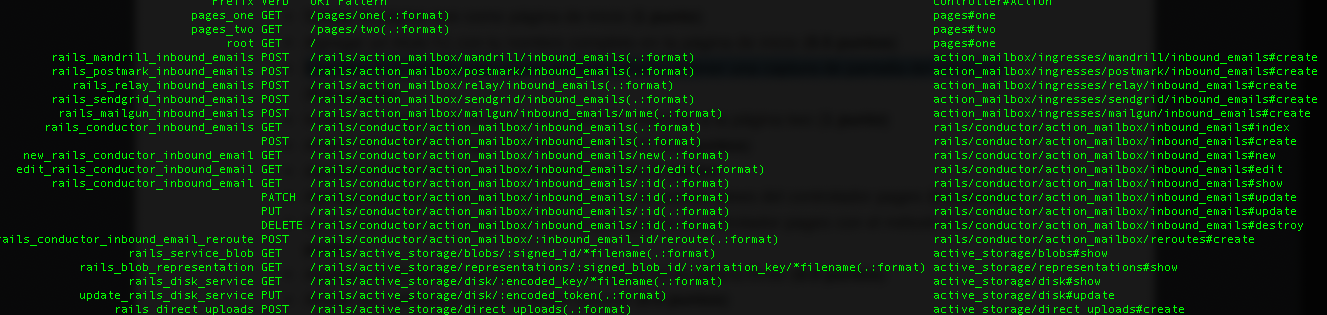 Prefix Verb URI Pattern Controller#Action
pages_one GET /pages/one(.:format) pages#one
pages_two GET /pages/two(.:format) pages#two
root GET / pages#one
rails_mandrill_inbound_emails POST /rails/action_mailbox/mandrill/inbound_emails(.:format) action_mailbox/ingresses/mandrill/inbound_emails#create
rails_postmark_inbound_emails POST /rails/action_mailbox/postmark/inbound_emails(.:format) action_mailbox/ingresses/postmark/inbound_emails#create
rails_relay_inbound_emails POST /rails/action_mailbox/relay/inbound_emails(.:format) action_mailbox/ingresses/relay/inbound_emails#create
rails_sendgrid_inbound_emails POST /rails/action_mailbox/sendgrid/inbound_emails(.:format) action_mailbox/ingresses/sendgrid/inbound_emails#create
rails_mailgun_inbound_emails POST /rails/action_mailbox/mailgun/inbound_emails/mime(.:format) action_mailbox/ingresses/mailgun/inbound_emails#create
rails_conductor_inbound_emails GET /rails/conductor/action_mailbox/inbound_emails(.:format) rails/conductor/action_mailbox/inbound_emails#index
POST /rails/conductor/action_mailbox/inbound_emails(.:format) rails/conductor/action_mailbox/inbound_emails#create
new_rails_conductor_inbound_email GET /rails/conductor/action_mailbox/inbound_emails/new(.:format) rails/conductor/action_mailbox/inbound_emails#new
edit_rails_conductor_inbound_email GET /rails/conductor/action_mailbox/inbound_emails/:id/edit(.:format) rails/conductor/action_mailbox/inbound_emails#edit
rails_conductor_inbound_email GET /rails/conductor/action_mailbox/inbound_emails/:id(.:format) rails/conductor/action_mailbox/inbound_emails#show
PATCH /rails/conductor/action_mailbox/inbound_emails/:id(.:format) rails/conductor/action_mailbox/inbound_emails#update
PUT /rails/conductor/action_mailbox/inbound_emails/:id(.:format) rails/conductor/action_mailbox/inbound_emails#update
DELETE /rails/conductor/action_mailbox/inbound_emails/:id(.:format) rails/conductor/action_mailbox/inbound_emails#destroy
rails_conductor_inbound_email_reroute POST /rails/conductor/action_mailbox/:inbound_email_id/reroute(.:format) rails/conductor/action_mailbox/reroutes#create
rails_service_blob GET /rails/active_storage/blobs/:signed_id/*filename(.:format) active_storage/blobs#show
rails_blob_representation GET /rails/active_storage/representations/:signed_blob_id/:variation_key/*filename(.:format) active_storage/representations#show
rails_disk_service GET /rails/active_storage/disk/:encoded_key/*filename(.:format) active_storage/disk#show
update_rails_disk_service PUT /rails/active_storage/disk/:encoded_token(.:format) active_storage/disk#update
rails_direct_uploads POST /rails/active_storage/direct_uploads(.:format) active_storage/direct_uploads#create